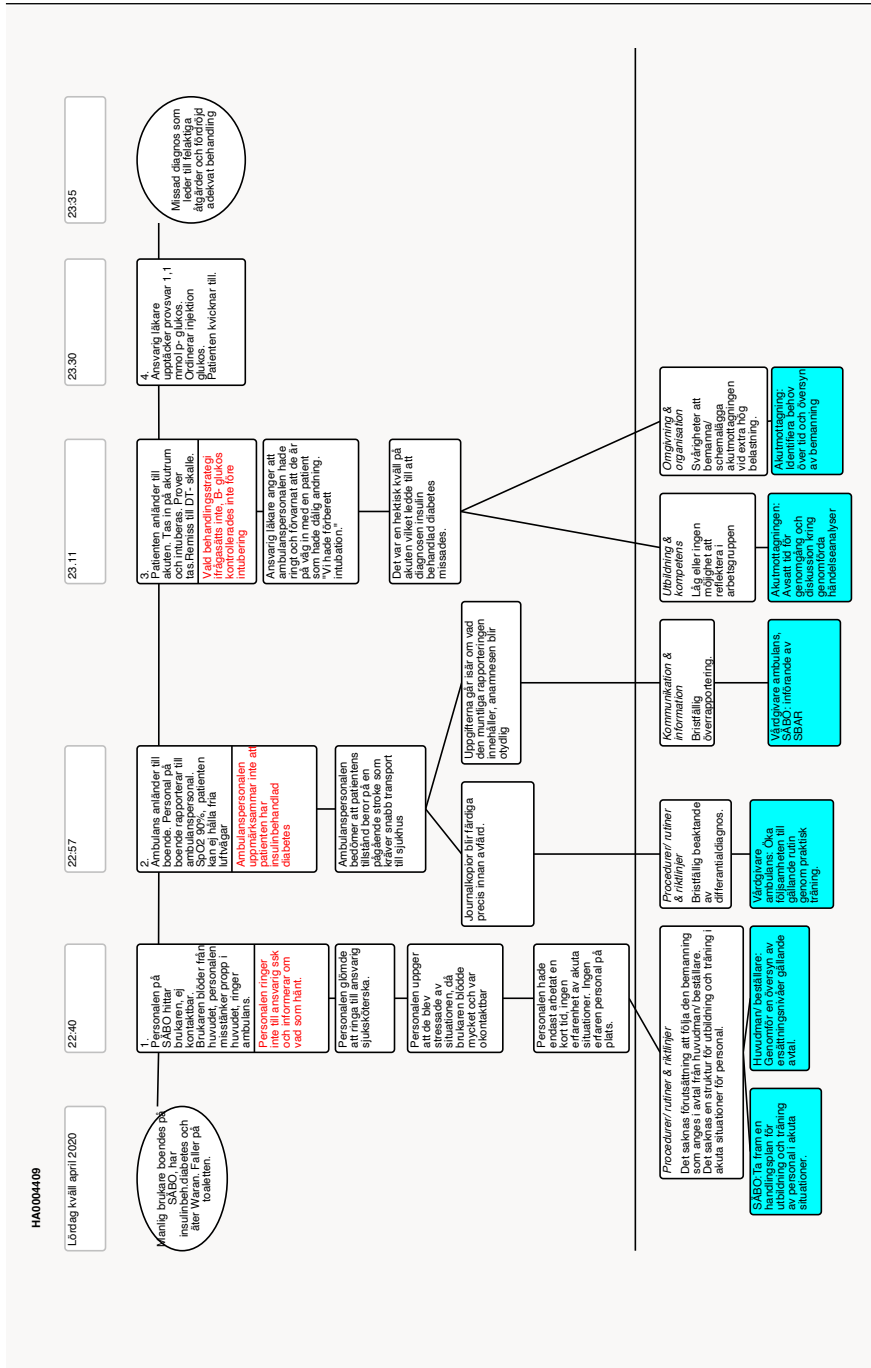 HA0004409
Lördag kväll april 2020
22:40
22:57
23.11
23.30
23:35
Manlig brukare boendes på
SÄBO, har
insulinbeh.diabetes och
äter Waran. Faller på
toaletten.
1.
Personalen på
SÄBO hittar
brukaren, ej
kontaktbar.
Brukaren blöder från
huvudet, personalen
misstänker propp i
huvudet, ringer
ambulans.
Personalen ringer
inte till ansvarig ssk
och informerar om
vad som hänt.
Personalen glömde
att ringa till ansvarig
sjuksköterska.
Personalen uppger
att de blev
stressade av
situationen, då
brukaren blödde
mycket och var
okontaktbar
Personalen hade
endast arbetat en
kort tid, ingen
erfarenhet av akuta
situationer. Ingen
erfaren personal på
plats.
2.
Ambulans anländer till
boende. Personal på
boende rapporterar till
ambulanspersonal.
SpO2 90%, patienten
kan ej hålla fria
luftvägar
Ambulanspersonalen
uppmärksammar inte att
patienten har
insulinbehandlad
diabetes
Ambulanspersonalen
bedömer att patientens
tillstånd beror på en
pågående stroke som
kräver snabb transport
till sjukhus
Journalkopior blir färdiga
precis innan avfärd.
Uppgifterna går isär om vad
den muntliga rapporteringen
innehåller, anamnesen blir
otydlig
3.
Patienten anländer till
akuten. Tas in på akutrum
och intuberas. Prover
tas.Remiss till DT- skalle.
Vald behandlingsstrategi
ifrågasätts inte, B- glukos
kontrollerades inte före
intubering
Ansvarig läkare anger att
ambulanspersonalen hade
ringt och förvarnat att de är
på väg in med en patient
som hade dålig andning.
"Vi hade förberett
intubation."
Det var en hektisk kväll på
akuten vilket ledde till att
diagnosen insulin
behandlad diabetes
missades.
4.
Ansvarig läkare
upptäcker provsvar 1,1
mmol p- glukos.
Ordinerar injektion
glukos.
Patienten kvicknar till.
Missad diagnos som
leder till felaktiga
åtgärder och fördröjd
adekvat behandling
Procedurer/ rutiner & riktlinjer
Det saknas förutsättning att följa den bemanning
som anges i avtal från huvudman/ beställare.
Det saknas en struktur för utbildning och träning i
akuta situationer för personal.
SÄBO:Ta fram en
handlingsplan för
utbildning och träning
av personal i akuta
situationer.
Huvudman/ beställare:
Genomför en översyn av
ersättningsnivåer gällande
avtal.
Procedurer/ rutiner
& riktlinjer
Bristfällig beaktande
av
differentialdiagnos.
Vårdgivare
ambulans: Öka
följsamheten till
gällande rutin
genom praktisk
träning.
Kommunikation &
information
Bristfällig
överrapportering.
Vårdgivare ambulans,
SÄBO: införande av
SBAR
Utbildning &
kompetens
Låg eller ingen
möjighet att
reflektera i
arbetsgruppen
Akutmottagningen:
Avsatt tid för
genomgång och
diskussion kring
genomförda
händelseanalyser
Omgivning &
organisation
Svårigheter att
bemanna/
schemalägga
akutmottagningen
vid extra hög
belastning.
Akutmottagning:
Identifiera behov
över tid och översyn
av bemanning